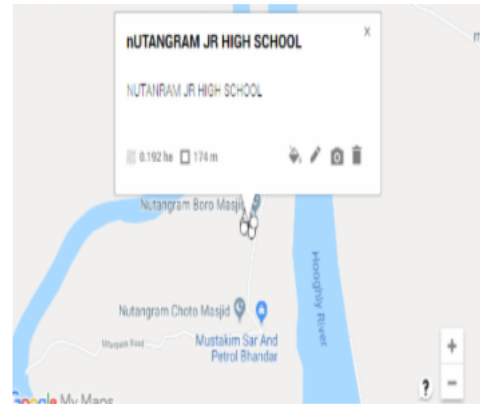 nUTANGRAM JR HIGH SCHOOL
x
NUTANRAM JR HIGH SCHOOL
0.192 ha 174 m
Nutangram Boro Masjid
Hooghly River
Nutangram Choto Masjid
Mustakim Sar And
Petrol Bhandar
Road
+
−
?
Google My Maps